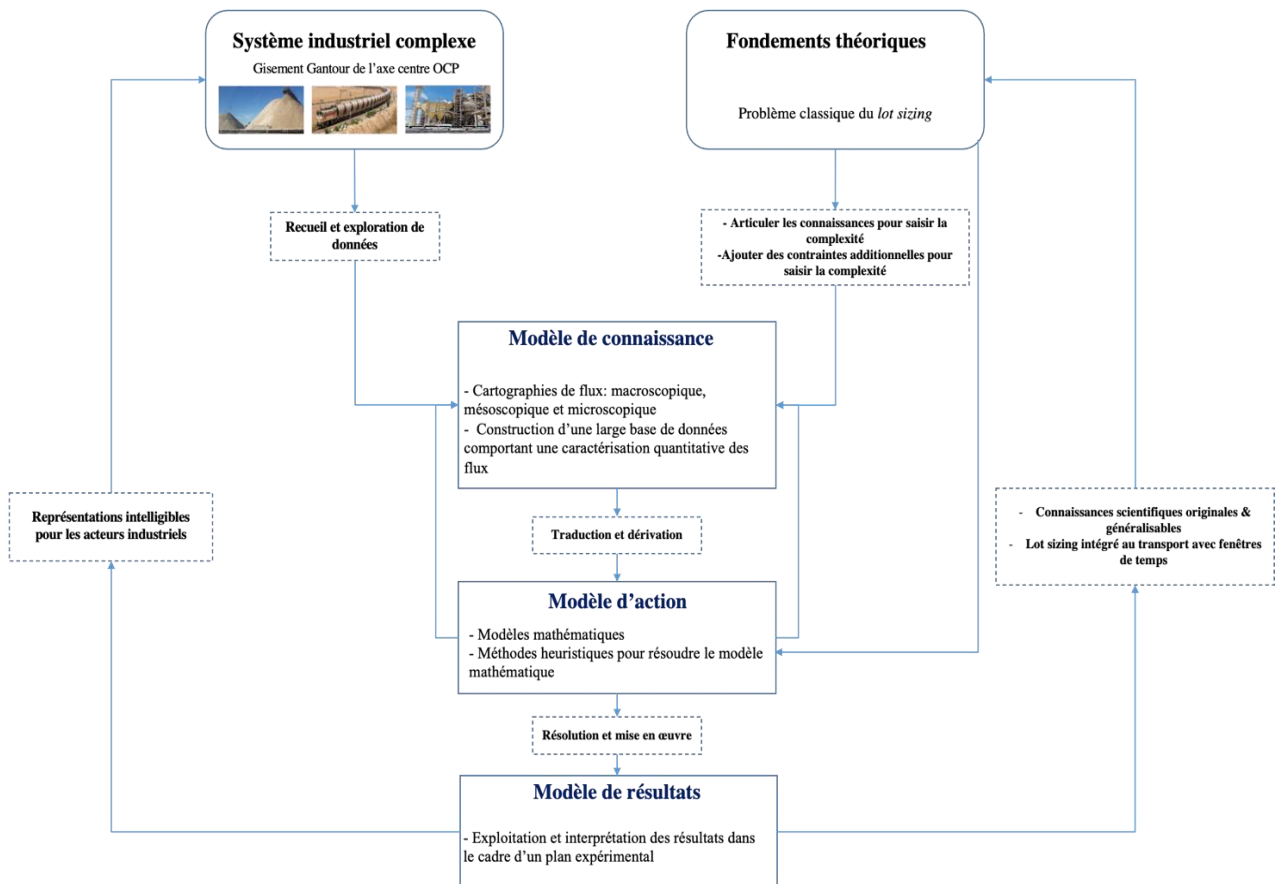 Système industriel complexe
Gisement Gantour de l'axe centre OCP
Fondements théoriques
Problème classique du lot sizing
Recueil et exploration de
données
- Articuler les connaissances pour saisir la
complexité
-Ajouter des contraintes additionnelles pour
saisir la complexité
Modèle de connaissance
- Cartographies de flux: macroscopique,
mésoscopique et microscopique
- Construction d'une large base de données
comportant une caractérisation quantitative des
flux
Représentations intelligibles
pour les acteurs industriels
- Connaissances scientifiques originales &
généralisables
- Lot sizing intégré au transport avec fenêtres
de temps
Traduction et dérivation
Modèle d'action
- Modèles mathématiques
- Méthodes heuristiques pour résoudre le modèle
mathématique
Résolution et mise en œuvre
Modèle de résultats
- Exploitation et interprétation des résultats dans
le cadre d'un plan expérimental